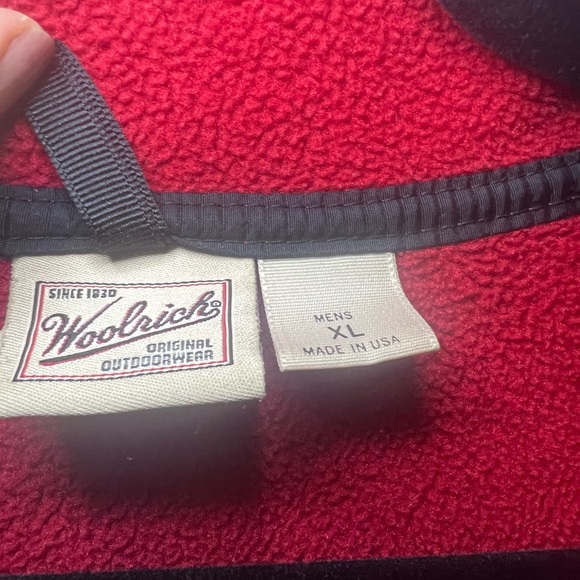 SINCE 1830
Woolrich®
ORIGINAL
OUTDOORWEAR
MENS
XL
MADE IN USA